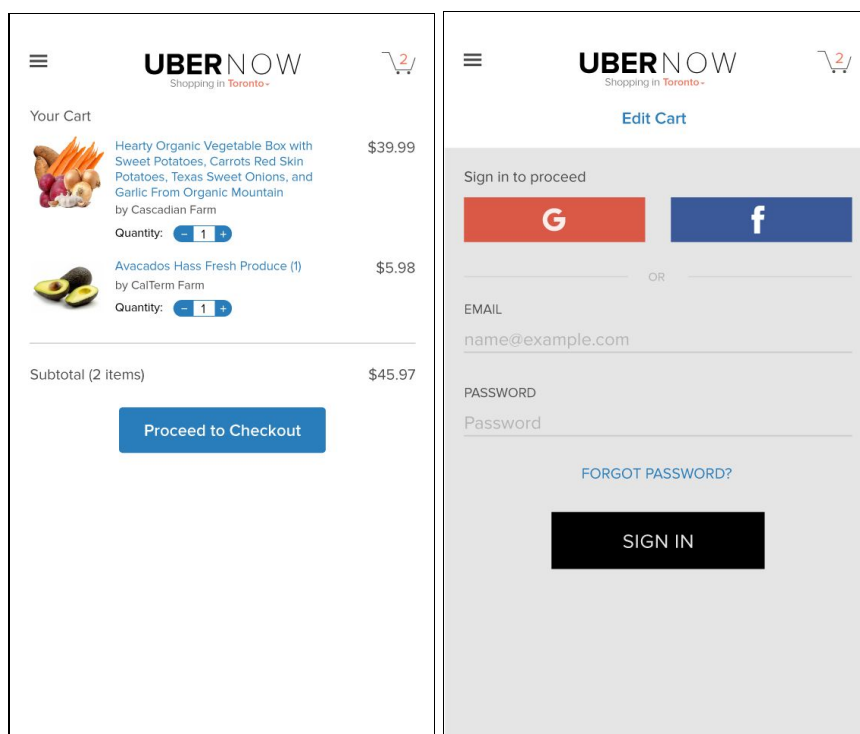 UBERNOW
2
Shopping in Toronto
Your Cart
Hearty Organic Vegetable Box with
$39.99
Sweet Potatoes, Carrots Red Skin
Potatoes, Texas Sweet Onions, and
Garlic From Organic Mountain
by Cascadian Farm
Quantity: − 1 +
Avacados Hass Fresh Produce (1)
$5.98
by CalTerm Farm
Quantity: − 1 +
Subtotal (2 items)
$45.97
Proceed to Checkout
UBERNOW
2
Shopping in Toronto
Edit Cart
Sign in to proceed
G
f
OR
EMAIL
name@example.com
PASSWORD
Password
FORGOT PASSWORD?
SIGN IN